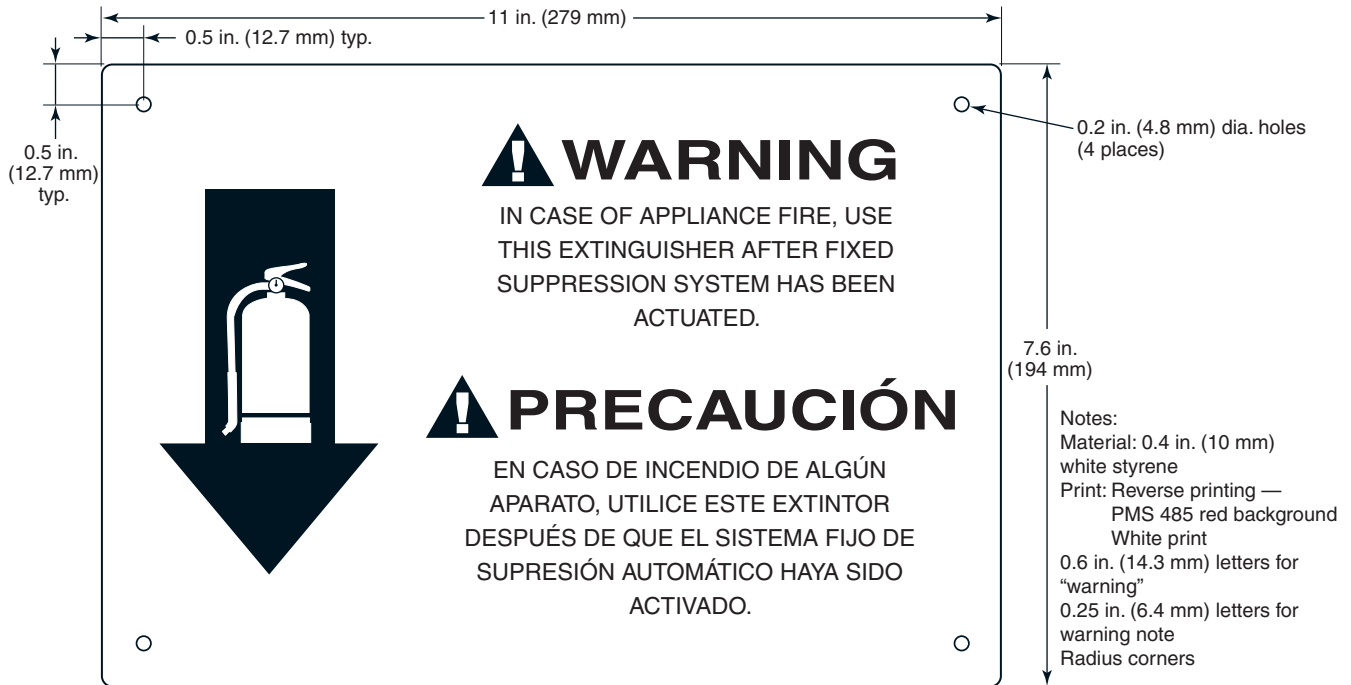 11 in. (279 mm)
0.5 in. (12.7 mm) typ.
0.5 in.
(12.7 mm)
typ.
0.2 in. (4.8 mm) dia. holes
(4 places)
WARNING
IN CASE OF APPLIANCE FIRE, USE
THIS EXTINGUISHER AFTER FIXED
SUPPRESSION SYSTEM HAS BEEN
ACTUATED.
7.6 in.
(194 mm)
PRECAUCIÓN
EN CASO DE INCENDIO DE ALGÚN
APARATO, UTILICE ESTE EXTINTOR
DESPUÉS DE QUE EL SISTEMA FIJO DE
SUPRESIÓN AUTOMÁTICO HAYA SIDO
ACTIVADO.
Notes:
Material: 0.4 in. (10 mm)
white styrene
Print: Reverse printing —
PMS 485 red background
White print
0.6 in. (14.3 mm) letters for
“warning”
0.25 in. (6.4 mm) letters for
warning note
Radius corners